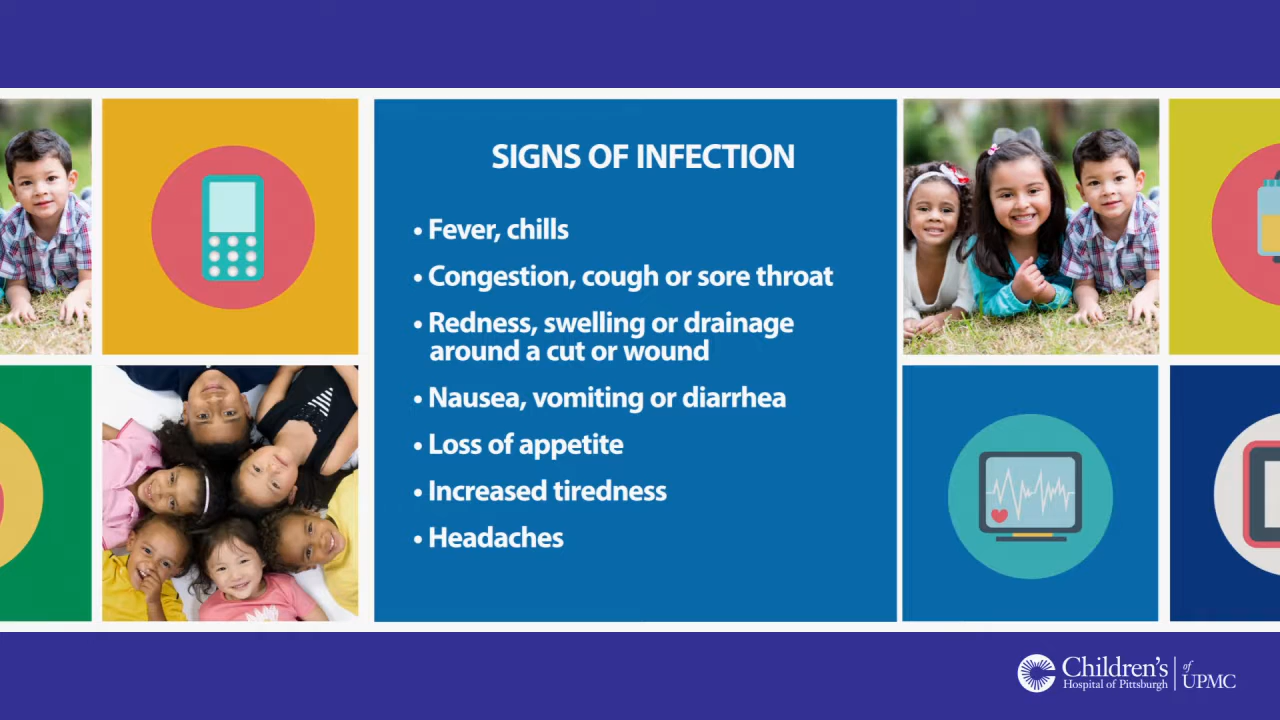 SIGNS OF INFECTION
• Fever, chills
• Congestion, cough or sore throat
• Redness, swelling or drainage
around a cut or wound
• Nausea, vomiting or diarrhea
• Loss of appetite
• Increased tiredness
• Headaches
Children's
Hospital of Pittsburgh
of
UPMC